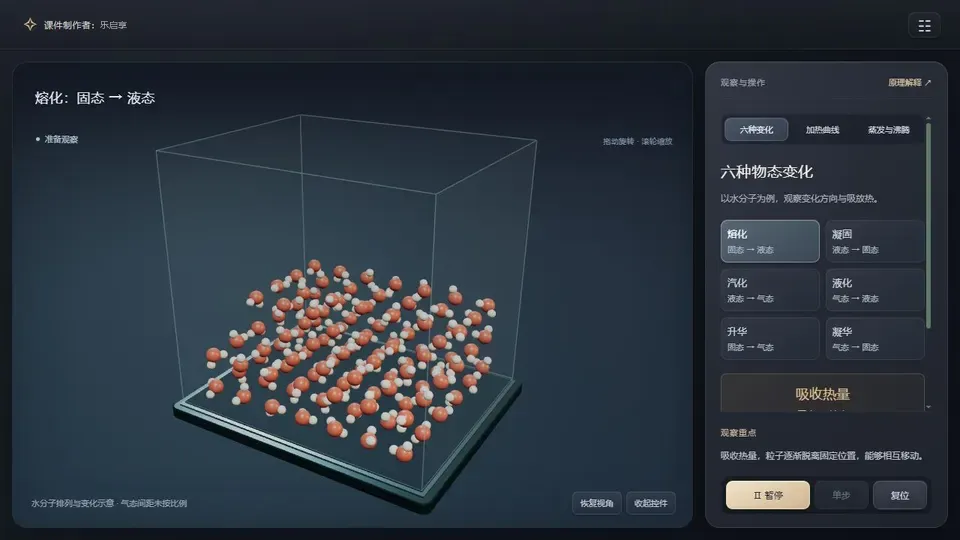 课件制作者：乐启享
熔化：固态 → 液态
准备观察
拖动旋转 · 滚轮缩放
水分子排列与变化示意 · 气态间距未按比例
恢复视角
收起控件
观察与操作
原理解释 ↗
六种变化
加热曲线
蒸发与沸腾
六种物态变化
以水分子为例，观察变化方向与吸放热。
熔化
固态 → 液态
凝固
液态 → 固态
汽化
液态 → 气态
液化
气态 → 液态
升华
固态 → 气态
凝华
气态 → 固态
吸收热量
观察重点
吸收热量，粒子逐渐脱离固定位置，能够相互移动。
暂停
单步
复位